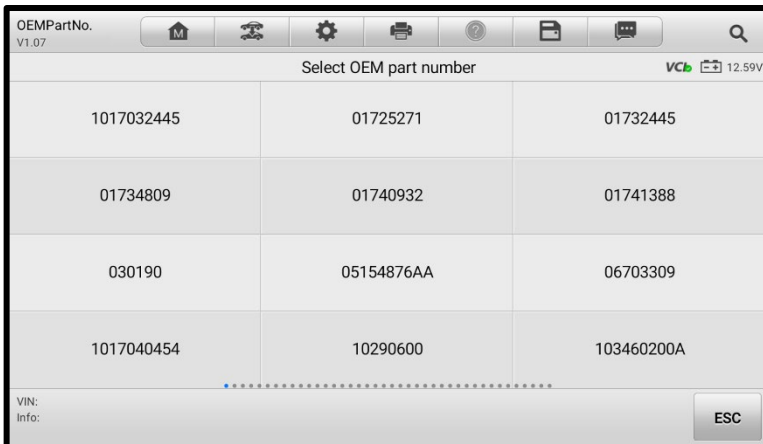 OEMPartNo.
V1.07
M
Select OEM part number
VCI
12.59V
1017032445 01725271 01732445
01734809 01740932 01741388
030190 05154876AA 06703309
1017040454 10290600 103460200A
VIN:
Info:
ESC